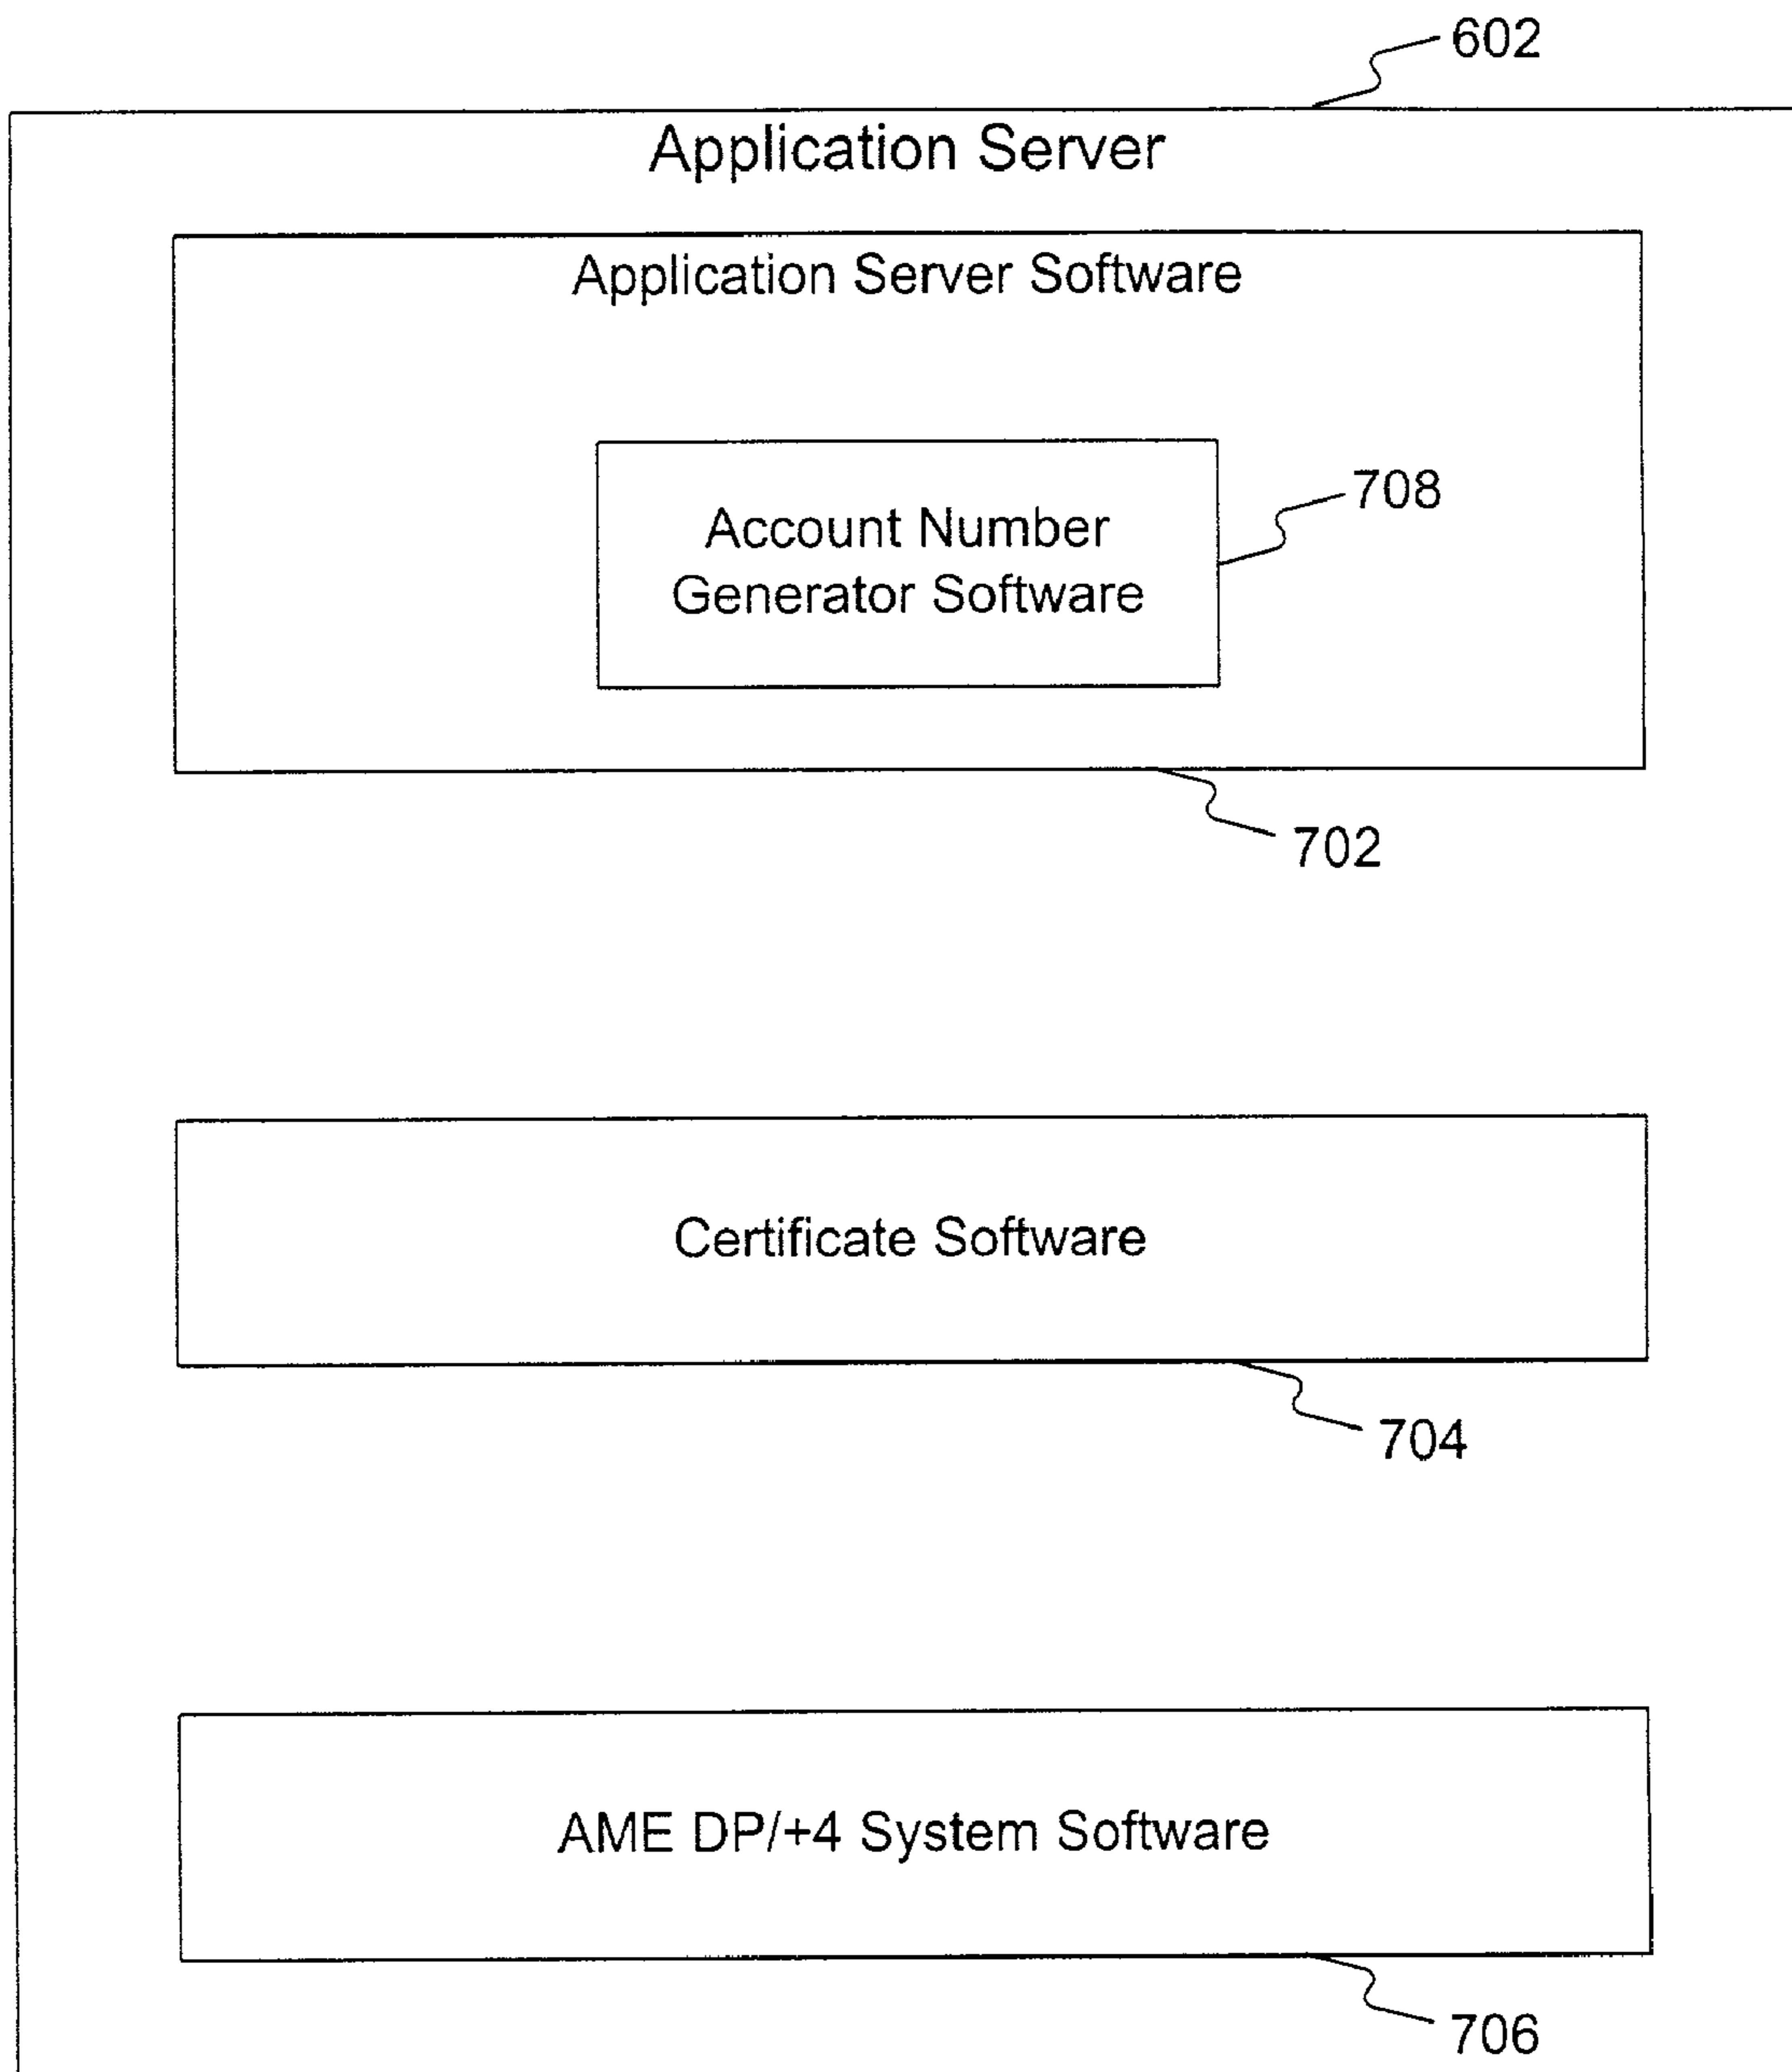 602
Application Server
Application Server Software
Account Number
Generator Software
708
702
Certificate Software
704
AME DP/+4 System Software
706